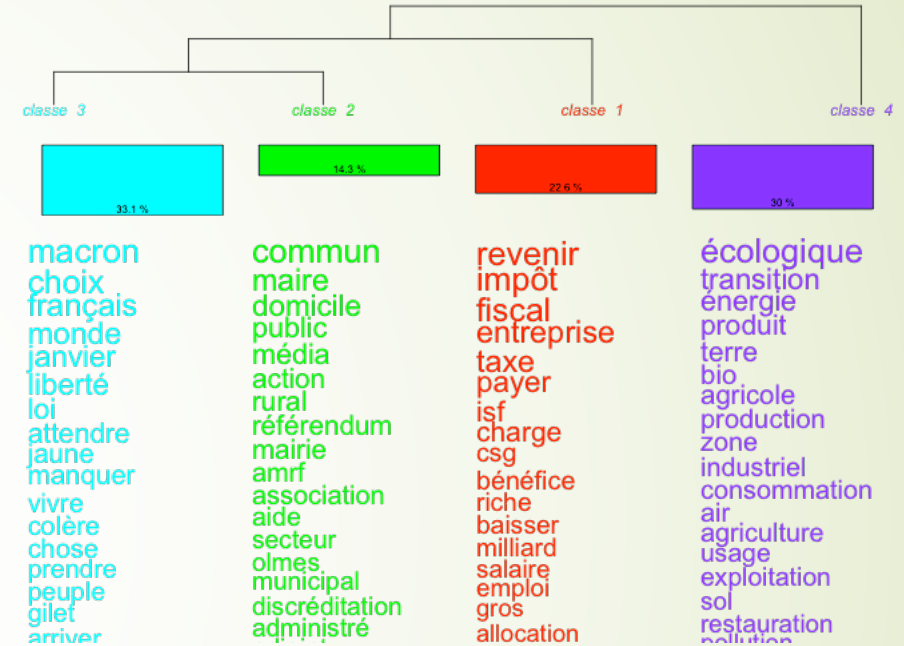 classe 3
classe 2
classe 1
classe 4
33.1 %
14.3 %
22.6 %
30 %
macron
choix
français
monde
janvier
liberté
loi
attendre
jaune
manquer
vivre
colère
chose
prendre
peuple
gilet
arriver
commun
maire
domicile
public
média
action
rural
référendum
mairie
amrf
association
aide
secteur
olmes
municipal
discréditation
administré
revenir
impôt
fiscal
entreprise
taxe
payer
isf
charge
csg
bénéfice
riche
baisser
milliard
salaire
emploi
gros
allocation
écologique
transition
énergie
produit
terre
bio
agricole
production
zone
industriel
consommation
air
agriculture
usage
exploitation
sol
restauration
pollution